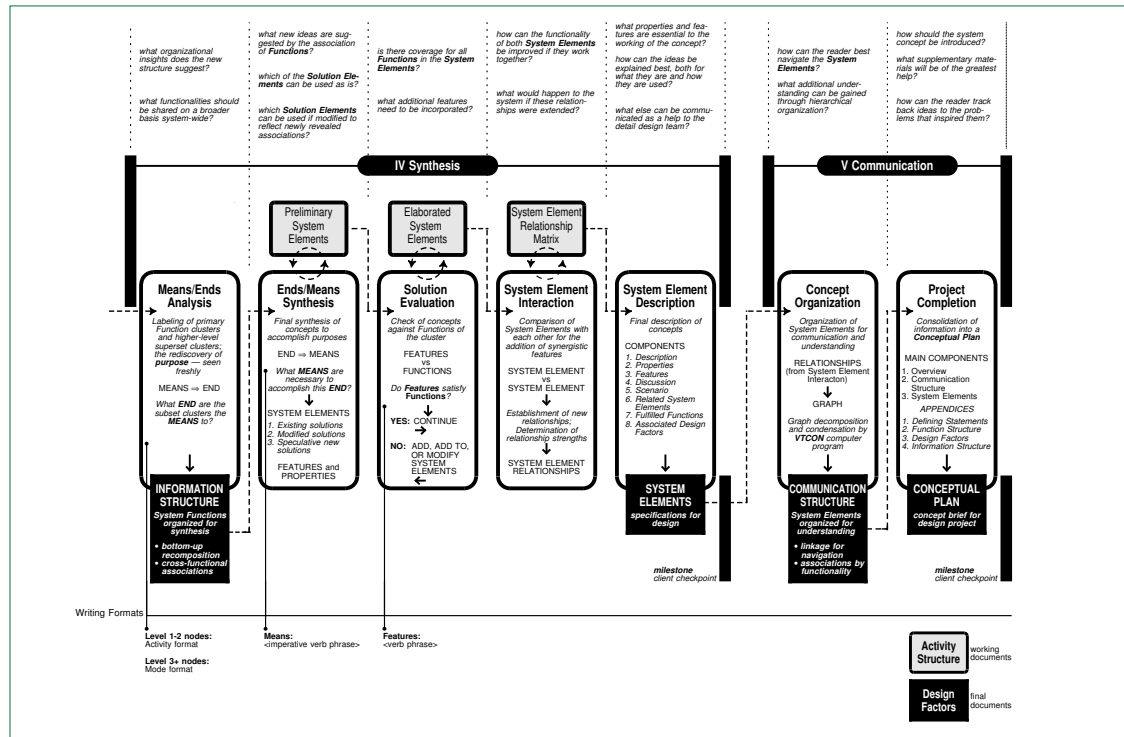 what organizational
insights does the new
structure suggest?
what functionalities should
be shared on a broader
basis system-wide?
what new ideas are sug-
gested by the association
of Functions?
which of the Solution Ele-
ments can be used as is?
which Solution Elements
can be used if modified to
reflect newly revealed
associations?
is there coverage for all
Functions in the System
Elements?
what additional features
need to be incorporated?
how can the functionality
of both System Elements
be improved if they work
together?
what would happen to the
system if these relation-
ships were extended?
what properties and fea-
tures are essential to the
working of the concept?
how can the ideas be
explained best, both for
what they are and how
they are used?
what else can be commu-
nicated as a help to the
detail design team?
how can the reader best
navigate the System
Elements?
what additional under-
standing can be gained
through hierarchical
organization?
how should the system
concept be introduced?
what supplementary mate-
rials will be of the greatest
help?
how can the reader track
back ideas to the prob-
lems that inspired them?
IV Synthesis
V Communication
Preliminary
System
Elements
Elaborated
System
Elements
System Element
Relationship
Matrix
Means/Ends
Analysis
Labeling of primary
Function clusters
and higher-level
superset clusters;
the rediscovery of
purpose — seen
freshly
MEANS ⇒ END
What END are the
subset clusters the
MEANS to?
INFORMATION
STRUCTURE
System Functions
organized for
synthesis
• bottom-up
recomposition
• cross-functional
associations
Ends/Means
Synthesis
Final synthesis of
concepts to
accomplish purposes
END ⇒ MEANS
What MEANS are
necessary to
accomplish this END?
SYSTEM ELEMENTS
1. Existing solutions
2. Modified solutions
3. Speculative new
solutions
FEATURES and
PROPERTIES
Solution
Evaluation
Check of concepts
against Functions of
the cluster
FEATURES
vs
FUNCTIONS
Do Features satisfy
Functions?
YES: CONTINUE
NO: ADD, ADD TO,
OR MODIFY
SYSTEM
ELEMENTS
System Element
Interaction
Comparison of
System Elements with
each other for the
addition of synergistic
features
SYSTEM ELEMENT
vs
SYSTEM ELEMENT
Establishment of new
relationships;
Determination of
relationship strengths
SYSTEM ELEMENT
RELATIONSHIPS
System Element
Description
Final description of
concepts
COMPONENTS
1. Description
2. Properties
3. Features
4. Discussion
5. Scenario
6. Related System
Elements
7. Fulfilled Functions
8. Associated Design
Factors
SYSTEM
ELEMENTS
specifications for
design
milestone
client checkpoint
Concept
Organization
Organization of
System Elements for
communication and
understanding
RELATIONSHIPS
(from System Element
Interacton)
GRAPH
Graph decomposition
and condensation by
VTCON computer
program
COMMUNICATION
STRUCTURE
System Elements
organized for
understanding
• linkage for
navigation
• associations by
functionality
Project
Completion
Consolidation of
information into a
Conceptual Plan
MAIN COMPONENTS
1. Overview
2. Communication
Structure
3. System Elements
APPENDICES
1. Defining Statements
2. Function Structure
3. Design Factors
4. Information Structure
CONCEPTUAL
PLAN
concept brief for
design project
milestone
client checkpoint
Writing Formats
Level 1-2 nodes:
Activity format
Level 3+ nodes:
Mode format
Means:
<imperative verb phrase>
Features:
<verb phrase>
Activity
Structure
working
documents
Design
Factors
final
documents